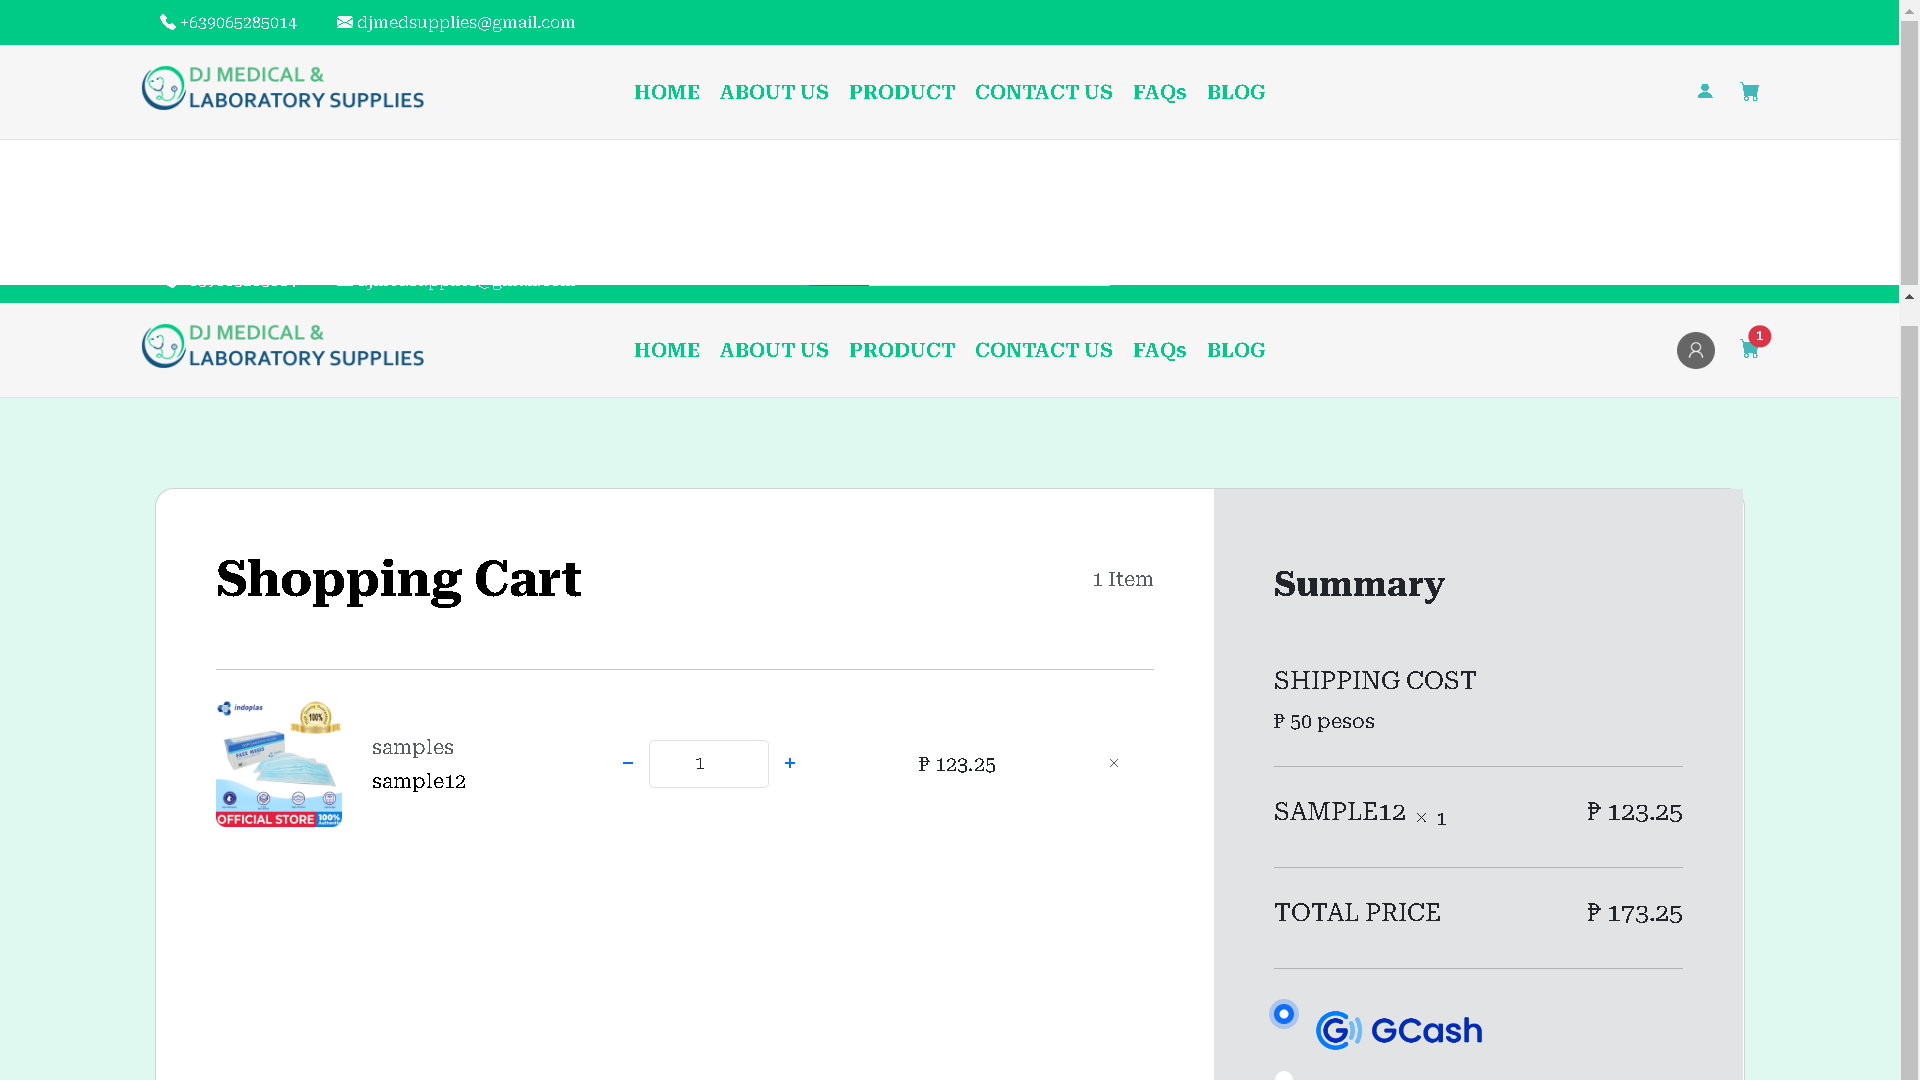 +639065285014 djmedsupplies@gmail.com
DJ MEDICAL &
LABORATORY SUPPLIES
HOME ABOUT US PRODUCT CONTACT US FAQs BLOG
DJ MEDICAL &
LABORATORY SUPPLIES
HOME ABOUT US PRODUCT CONTACT US FAQs BLOG
1
Shopping Cart
1 Item
Summary
SHIPPING COST
₱ 50 pesos
indoplas
100%
FACE MASKS
OFFICIAL STORE 100%
Authentic
samples
sample12
− 1 + ₱ 123.25 ×
SAMPLE12 × 1 ₱ 123.25
TOTAL PRICE ₱ 173.25
GCash